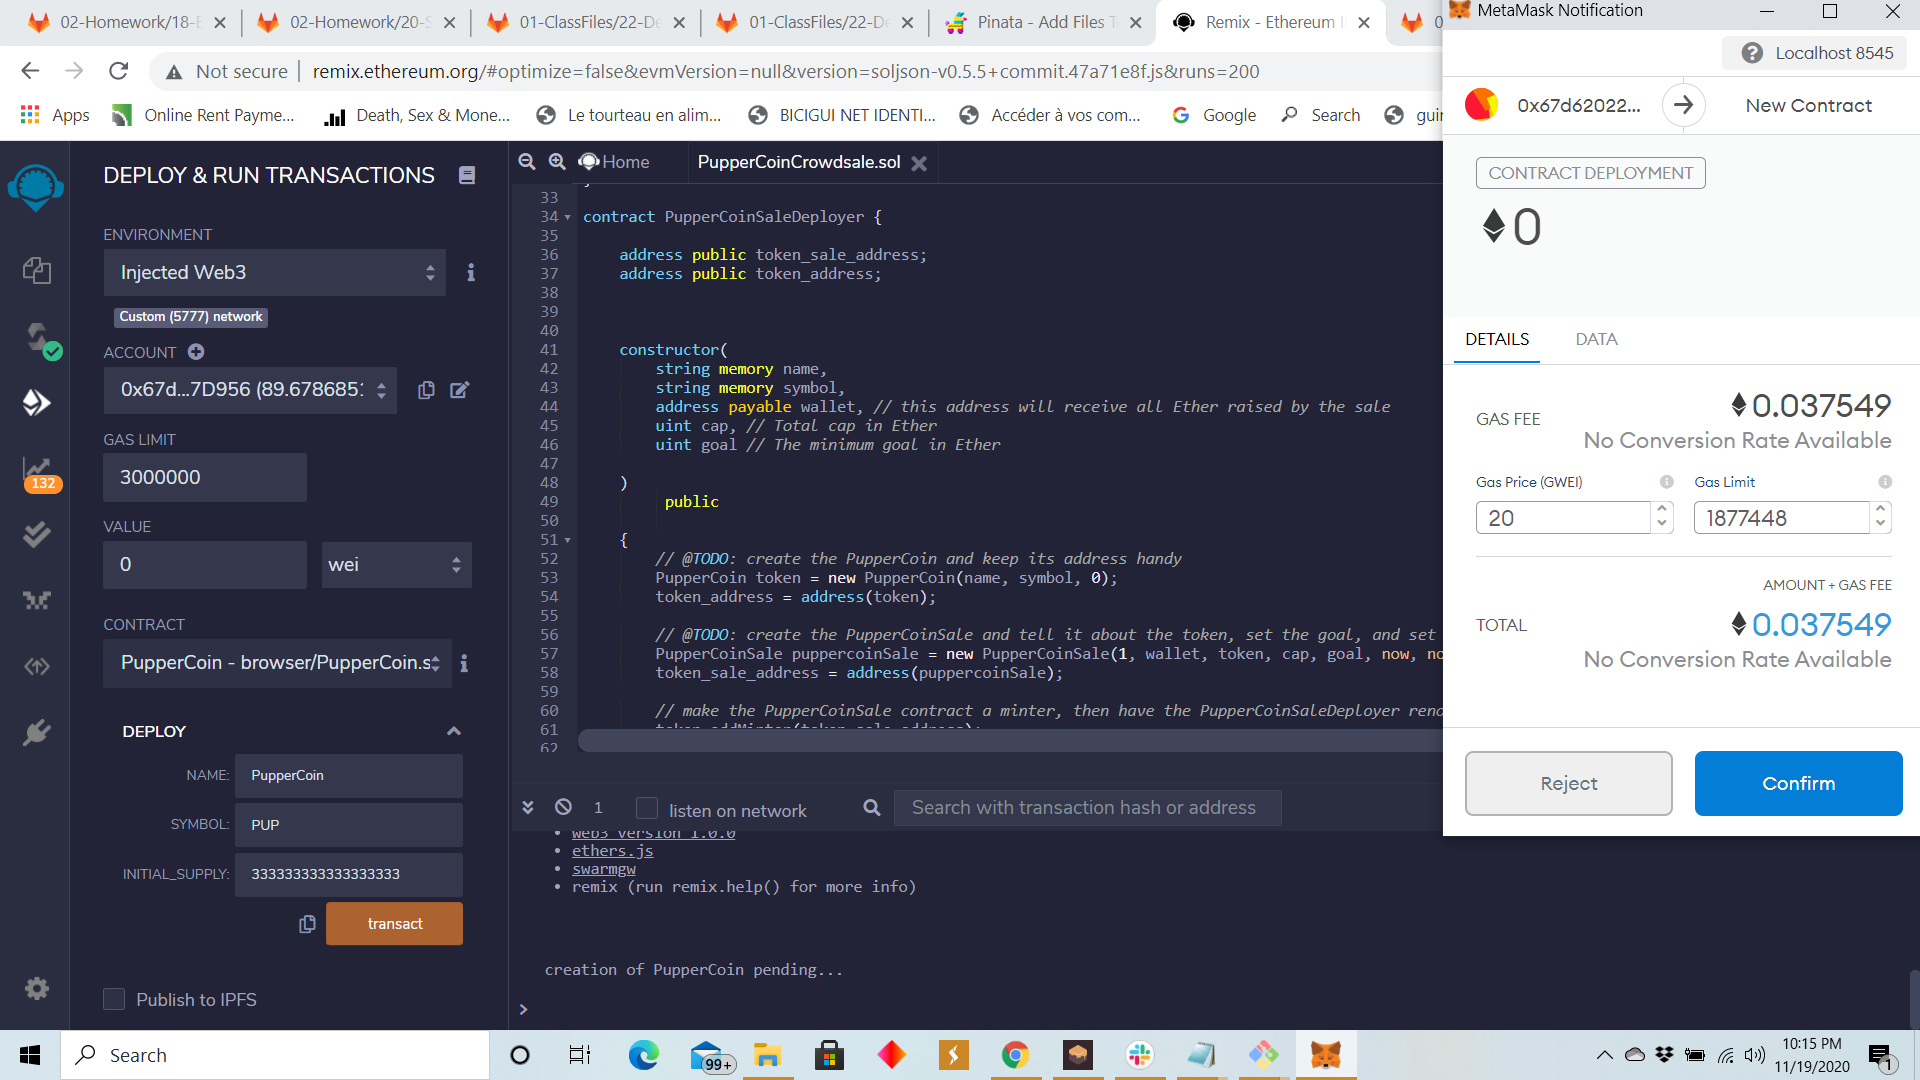 02-Homework/18-B
02-Homework/20-S
01-ClassFiles/22-De
01-ClassFiles/22-De
Pinata - Add Files T
Remix - Ethereum I
0
MetaMask Notification
Not secure
remix.ethereum.org/#optimize=false&evmVersion=null&version=soljson-v0.5.5+commit.47a71e8f.js&runs=200
Apps
Online Rent Payme...
Death, Sex & Mone...
Le tourteau en alim...
BICIGUI NET IDENTI...
Accéder à vos com...
Google
Search
guin
Localhost 8545
0x67d62022...
New Contract
CONTRACT DEPLOYMENT
0
DETAILS
DATA
GAS FEE
0.037549
No Conversion Rate Available
Gas Price (GWEI)
Gas Limit
20
1877448
AMOUNT + GAS FEE
TOTAL
0.037549
No Conversion Rate Available
Reject
Confirm
DEPLOY & RUN TRANSACTIONS
ENVIRONMENT
Injected Web3
Custom (5777) network
ACCOUNT
0x67d...7D956 (89.6786851
GAS LIMIT
3000000
VALUE
0
wei
CONTRACT
PupperCoin - browser/PupperCoin.s
DEPLOY
NAME:
PupperCoin
SYMBOL:
PUP
INITIAL_SUPPLY:
333333333333333333
transact
Publish to IPFS
132
Home
PupperCoinCrowdsale.sol
33
34 contract PupperCoinSaleDeployer {
35
36 address public token_sale_address;
37 address public token_address;
38
39
40
41 constructor(
42 string memory name,
43 string memory symbol,
44 address payable wallet, // this address will receive all Ether raised by the sale
45 uint cap, // Total cap in Ether
46 uint goal // The minimum goal in Ether
47
48 )
49 public
50
51 {
52 // @TODO: create the PupperCoin and keep its address handy
53 PupperCoin token = new PupperCoin(name, symbol, 0);
54 token_address = address(token);
55
56 // @TODO: create the PupperCoinSale and tell it about the token, set the goal, and set
57 PupperCoinSale puppercoinSale = new PupperCoinSale(1, wallet, token, cap, goal, now, no
58 token_sale_address = address(puppercoinSale);
59
60 // make the PupperCoinSale contract a minter, then have the PupperCoinSaleDeployer reno
61 token.addMinter(token_sale_address);
62
1
listen on network
Search with transaction hash or address
web3 version 1.0.0
ethers.js
swarmgw
remix (run remix.help() for more info)
creation of PupperCoin pending...
>
Search
99+
10:15 PM
11/19/2020
1